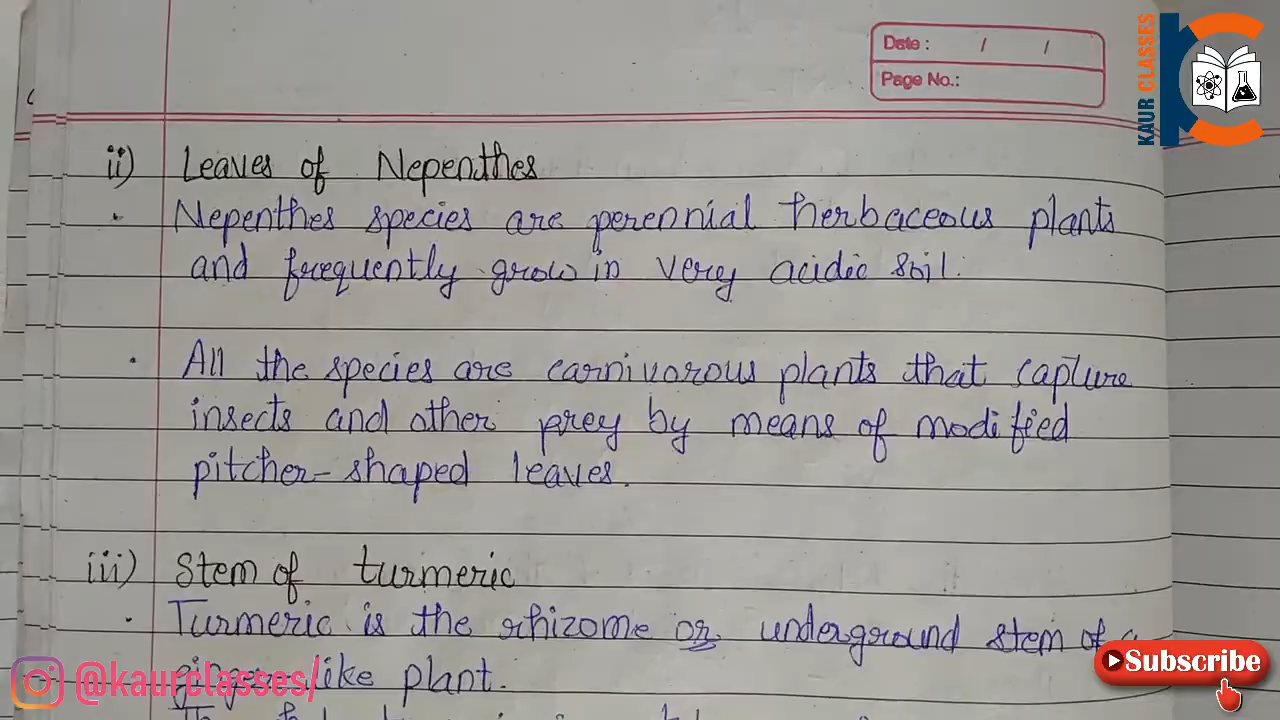 Date : / /
Page No.:
KAUR CLASSES
ii) Leaves of Nepenthes
. Nepenthes species are perennial herbaceous plants
and frequently grow in very acidic soil.
. All the species are carnivorous plants that capture
insects and other prey by means of modified
pitcher-shaped leaves.
iii) Stem of turmeric
. Turmeric is the rhizome or underground stem of a
ginger like plant.
@kaurclasses/
Subscribe